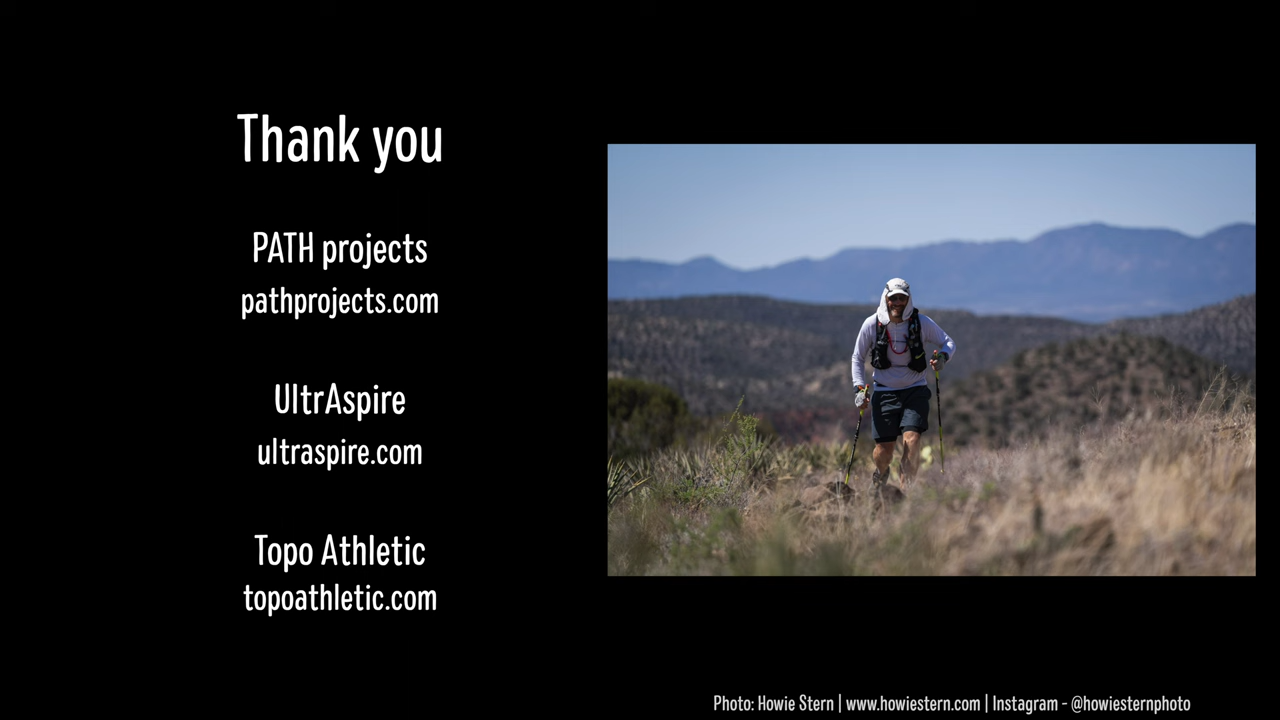 Thank you
PATH projects
pathprojects.com
UltrAspire
ultraspire.com
Topo Athletic
topoathletic.com
Photo: Howie Stern | www.howiestern.com | Instagram - @howiesternphoto